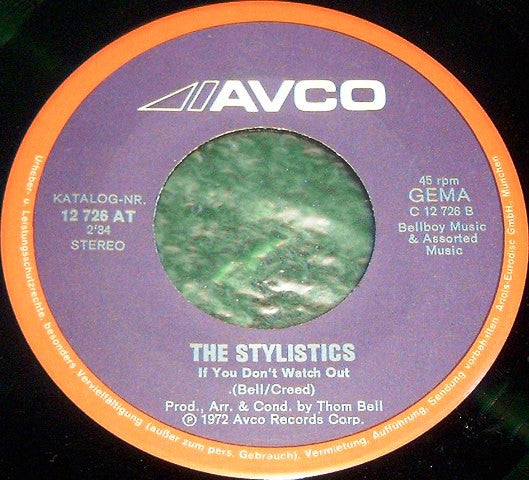 AVCO
KATALOG-NR.
12 726 AT
2'34
STEREO
45 rpm
GEMA
C 12 726 B
Bellboy Music
& Assorted
Music
THE STYLISTICS
If You Don't Watch Out
.(Bell/Creed)
Prod., Arr. & Cond. by Thom Bell
℗ 1972 Avco Records Corp.
Urheber- u. Leistungsschutzrechte, besonders Vervielfältigung (außer zum pers. Gebrauch). Vermietung, Aufführung, Sendung vorbehalten. Ariola-Eurodisc GmbH. München